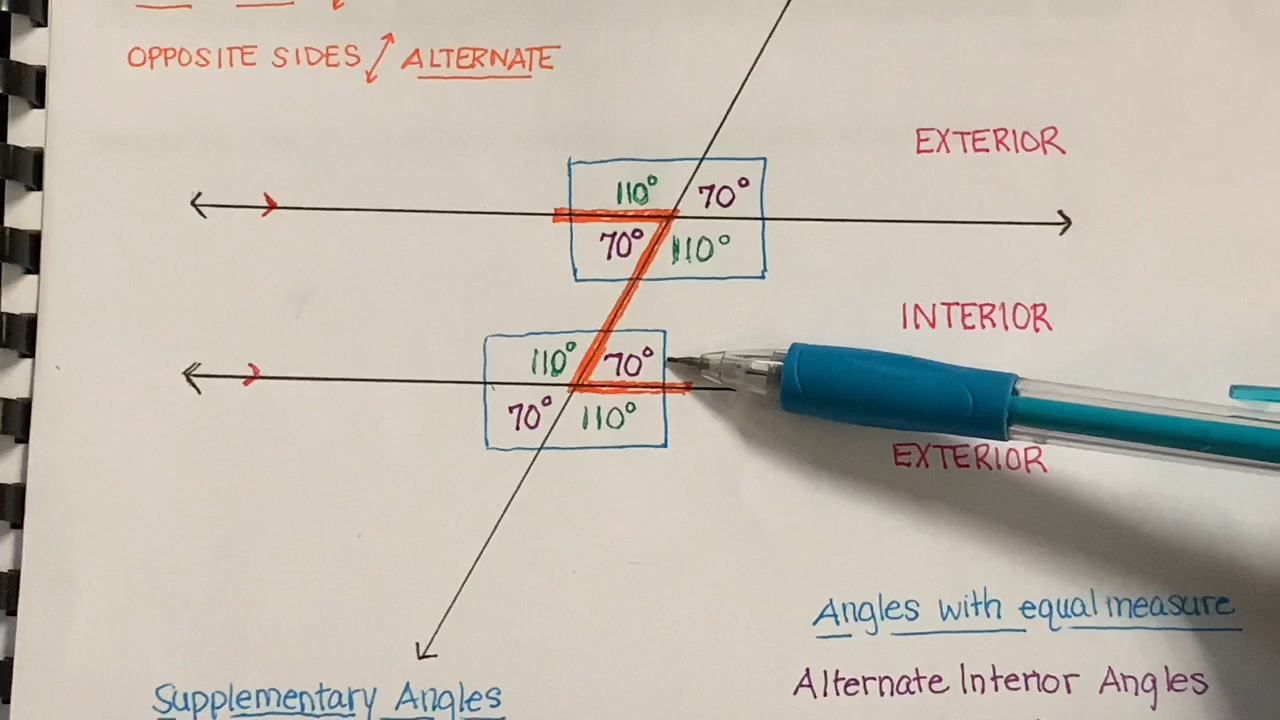 OPPOSITE SIDES ALTERNATE
EXTERIOR
110° 70°
70° 110°
INTERIOR
110° 70°
70° 110°
EXTERIOR
Angles with equal measure
Alternate Interior Angles
Supplementary Angles